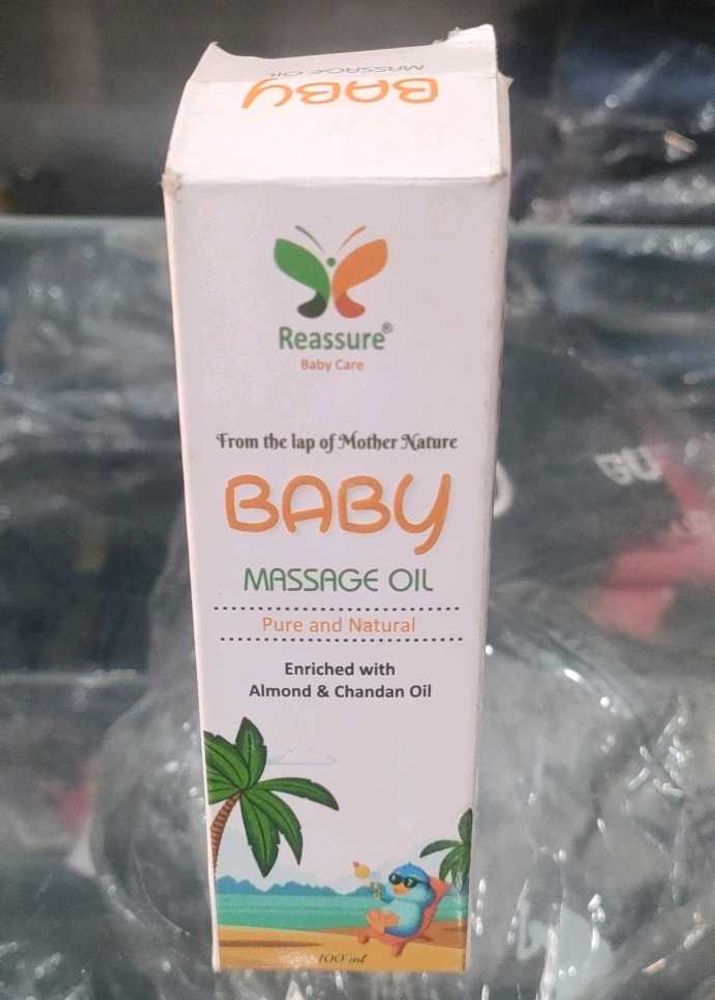 MASSAGE OIL
BABY
Reassure®
Baby Care
From the lap of Mother Nature
BABY
MASSAGE OIL
Pure and Natural
Enriched with
Almond & Chandan Oil
100 ml
GU